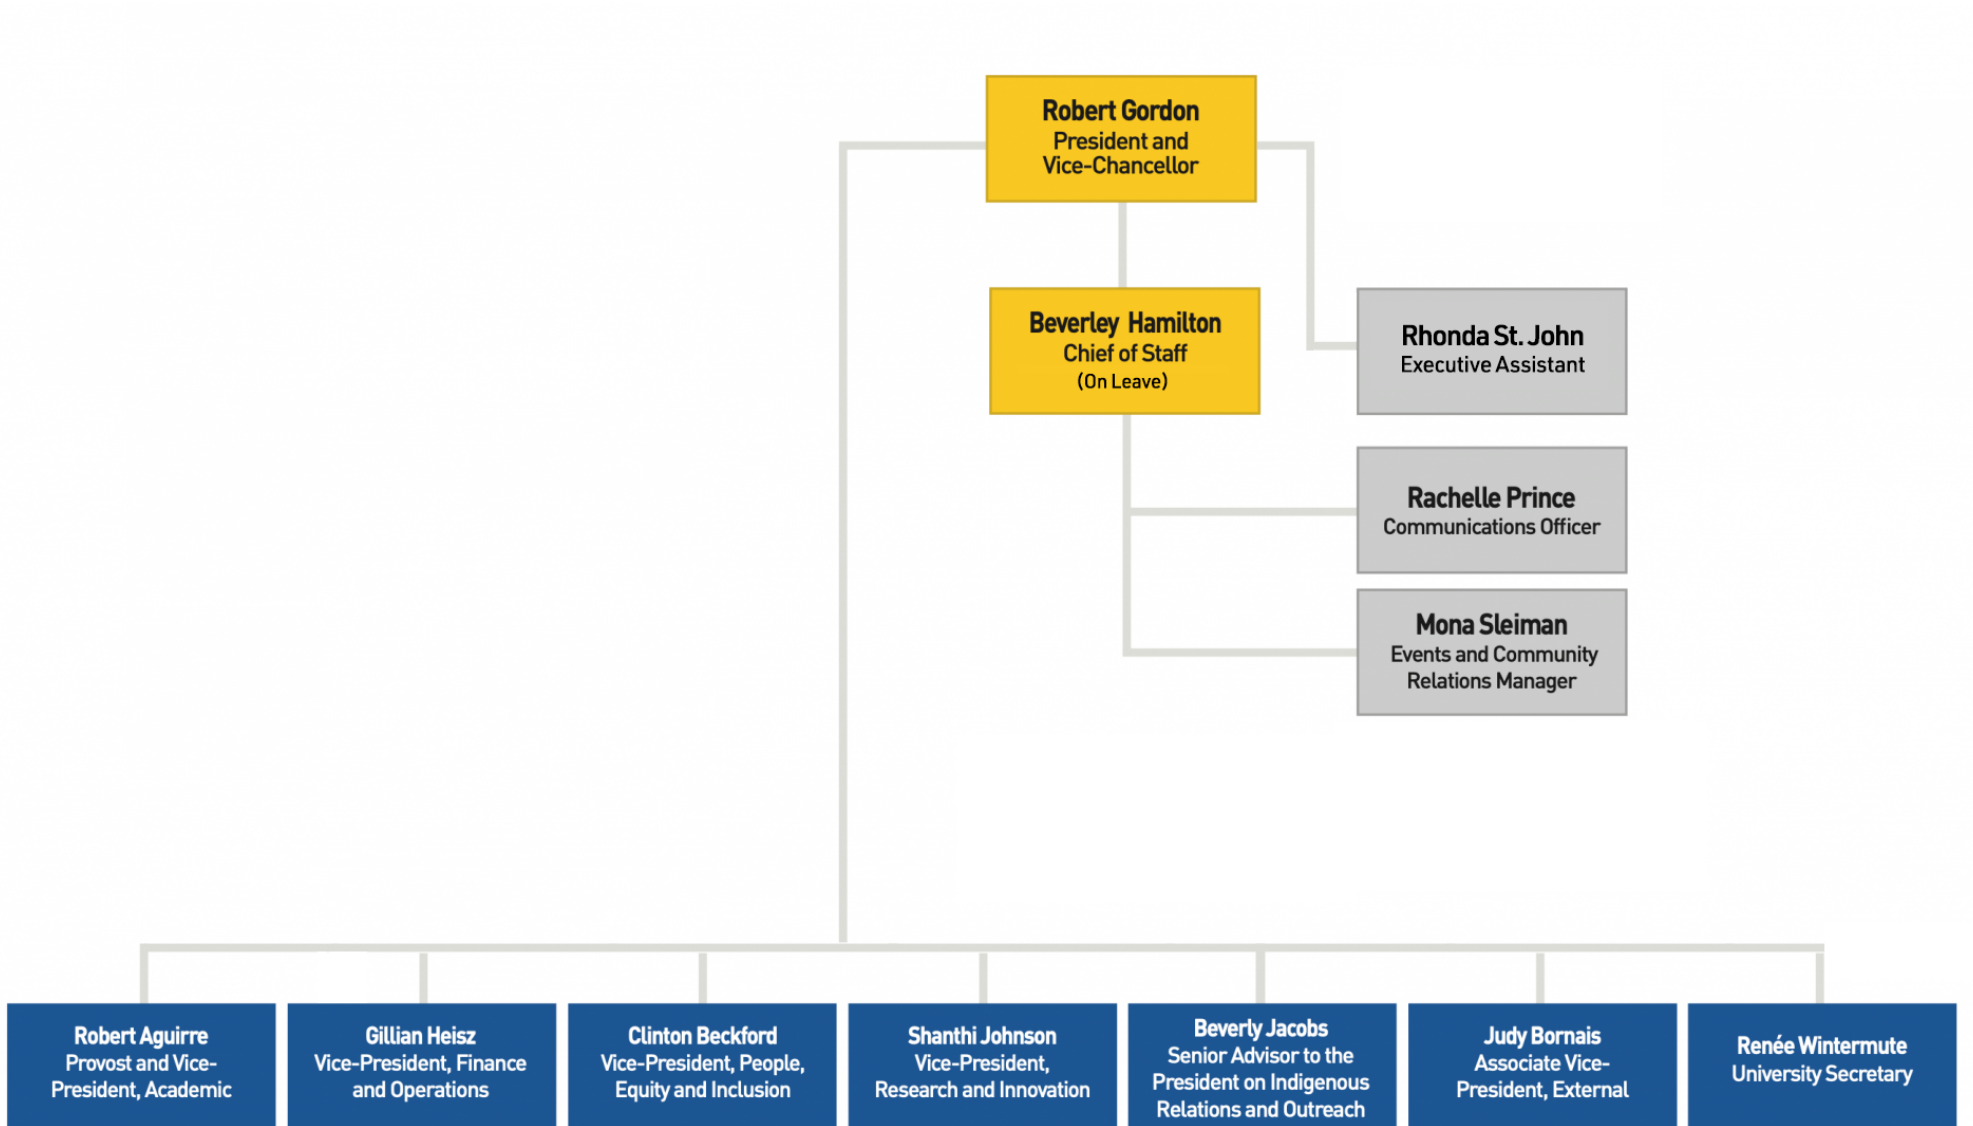 Robert Gordon
President and
Vice-Chancellor
Beverley Hamilton
Chief of Staff
(On Leave)
Rhonda St. John
Executive Assistant
Rachelle Prince
Communications Officer
Mona Sleiman
Events and Community
Relations Manager
Robert Aguirre
Provost and Vice-
President, Academic
Gillian Heisz
Vice-President, Finance
and Operations
Clinton Beckford
Vice-President, People,
Equity and Inclusion
Shanthi Johnson
Vice-President,
Research and Innovation
Beverly Jacobs
Senior Advisor to the
President on Indigenous
Relations and Outreach
Judy Bornais
Associate Vice-
President, External
Renée Wintermute
University Secretary